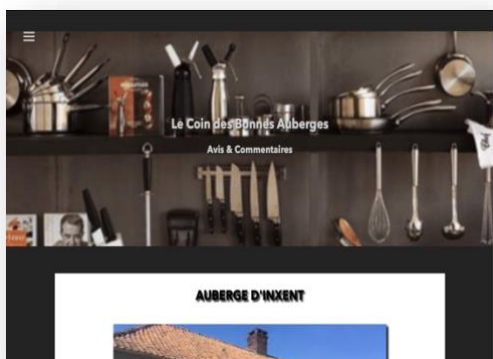 Le Coin des Bonnes Auberges
Avis & Commentaires
AUBERGE D'INXENT